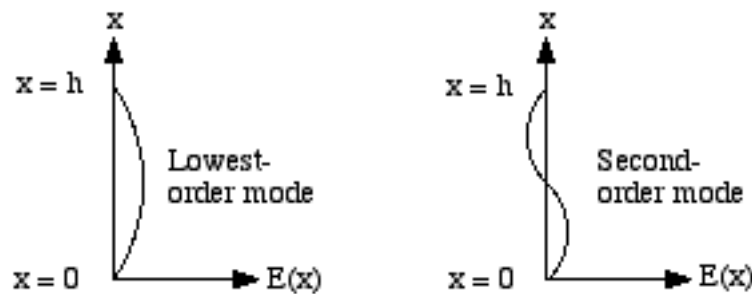 x
x = h
Lowest-
order mode
x = 0
E(x)
x
x = h
Second-
order mode
x = 0
E(x)